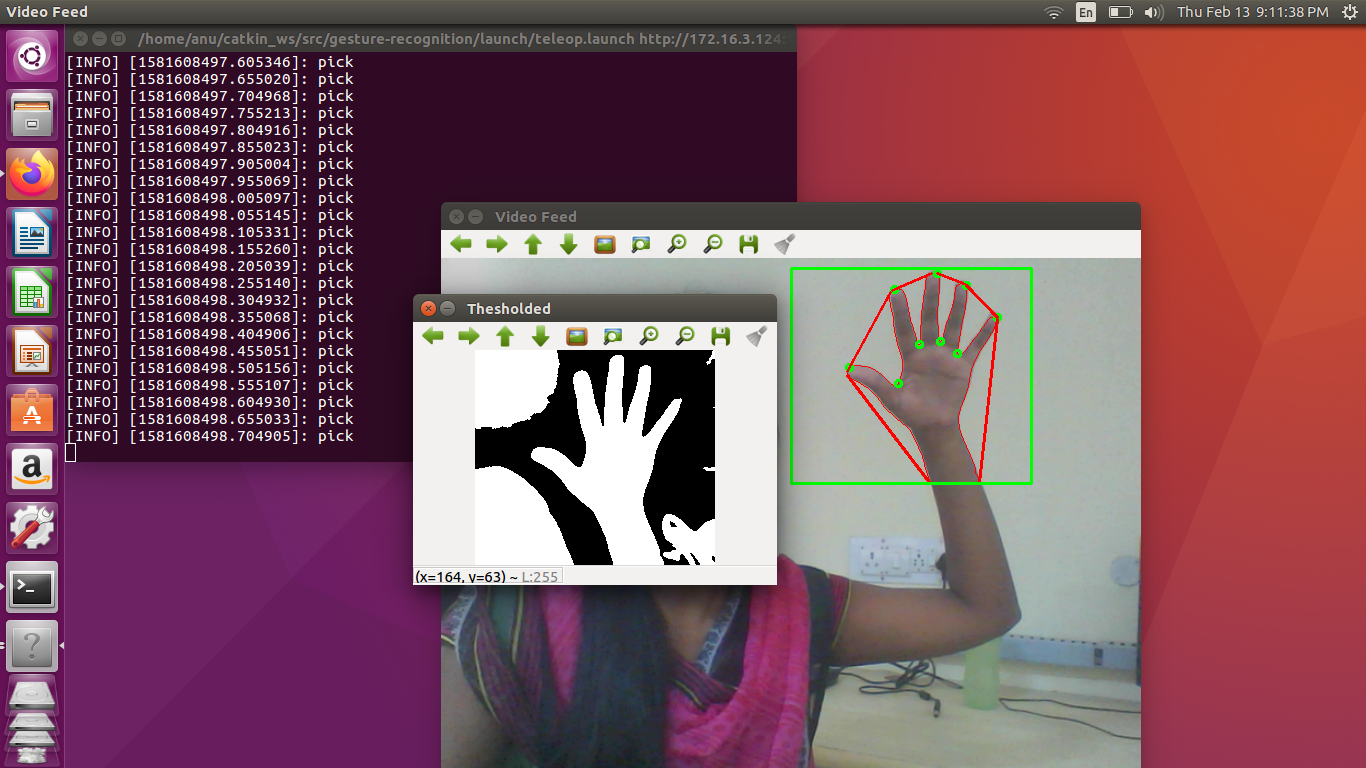 Video Feed
En
Thu Feb 13 9:11:38 PM
/home/anu/catkin_ws/src/gesture-recognition/launch/teleop.launch http://172.16.3.124:
[INFO] [1581608497.605346]: pick
[INFO] [1581608497.655020]: pick
[INFO] [1581608497.704968]: pick
[INFO] [1581608497.755213]: pick
[INFO] [1581608497.804916]: pick
[INFO] [1581608497.855023]: pick
[INFO] [1581608497.905004]: pick
[INFO] [1581608497.955069]: pick
[INFO] [1581608498.005097]: pick
[INFO] [1581608498.055145]: pick
[INFO] [1581608498.105331]: pick
[INFO] [1581608498.155260]: pick
[INFO] [1581608498.205039]: pick
[INFO] [1581608498.255140]: pick
[INFO] [1581608498.304932]: pick
[INFO] [1581608498.355068]: pick
[INFO] [1581608498.404906]: pick
[INFO] [1581608498.455051]: pick
[INFO] [1581608498.505156]: pick
[INFO] [1581608498.555107]: pick
[INFO] [1581608498.604930]: pick
[INFO] [1581608498.655033]: pick
[INFO] [1581608498.704905]: pick
Video Feed
Thesholded
(x=164, y=63) ~ L:255